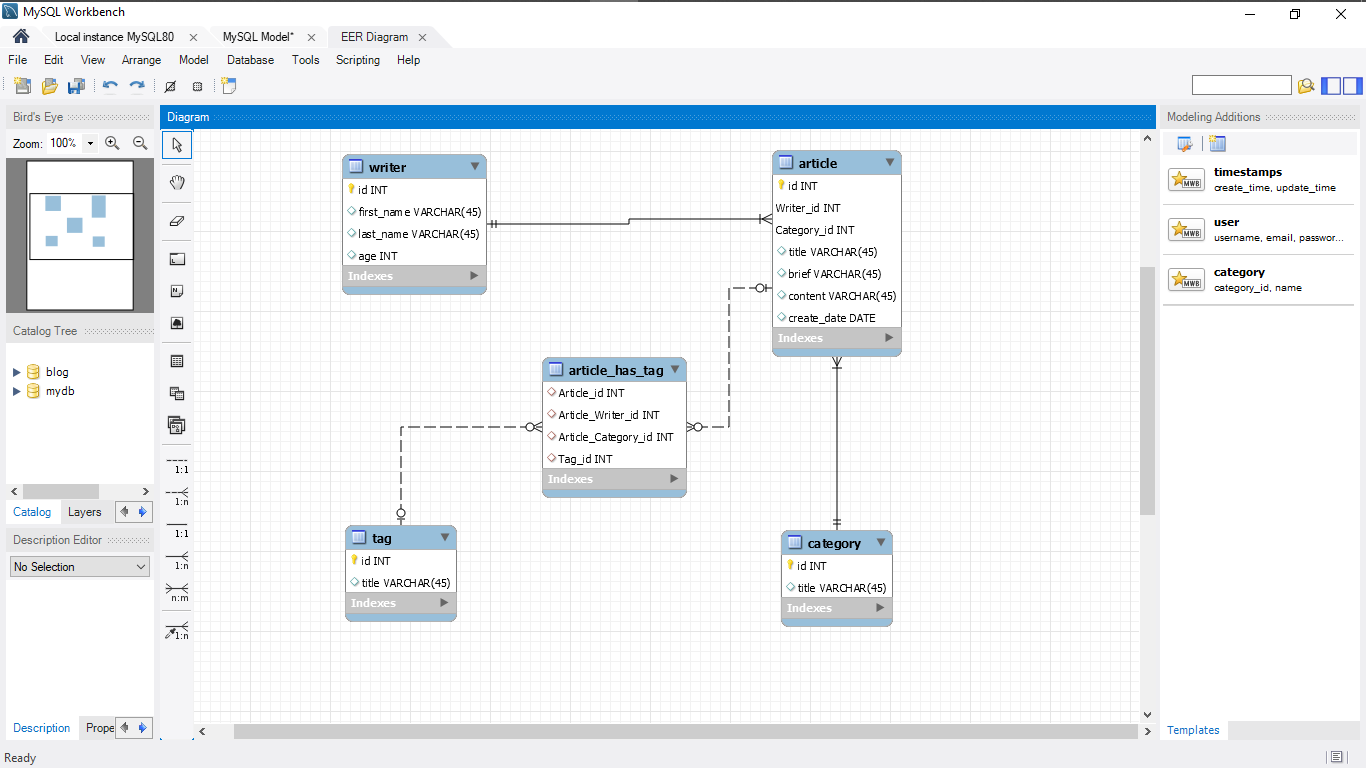 MySQL Workbench
Local instance MySQL80
MySQL Model*
EER Diagram
File Edit View Arrange Model Database Tools Scripting Help
Bird's Eye
Zoom: 100%
Catalog Tree
blog
mydb
Catalog Layers
Description Editor
No Selection
Description Prope
Ready
Diagram
1:1
1:n
1:1
1:n
n:m
1:n
writer
id INT
first_name VARCHAR(45)
last_name VARCHAR(45)
age INT
Indexes
article
id INT
Writer_id INT
Category_id INT
title VARCHAR(45)
brief VARCHAR(45)
content VARCHAR(45)
create_date DATE
Indexes
article_has_tag
Article_id INT
Article_Writer_id INT
Article_Category_id INT
Tag_id INT
Indexes
tag
id INT
title VARCHAR(45)
Indexes
category
id INT
title VARCHAR(45)
Indexes
Modeling Additions
MWB
timestamps
create_time, update_time
MWB
user
username, email, passwor...
MWB
category
category_id, name
Templates